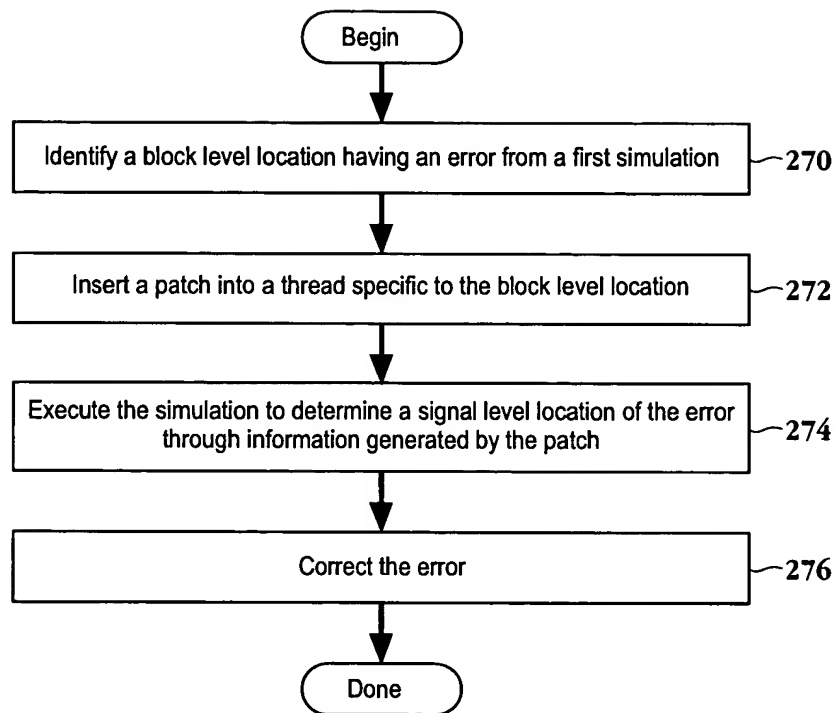 Begin
Identify a block level location having an error from a first simulation
270
Insert a patch into a thread specific to the block level location
272
Execute the simulation to determine a signal level location of the error
through information generated by the patch
274
Correct the error
276
Done